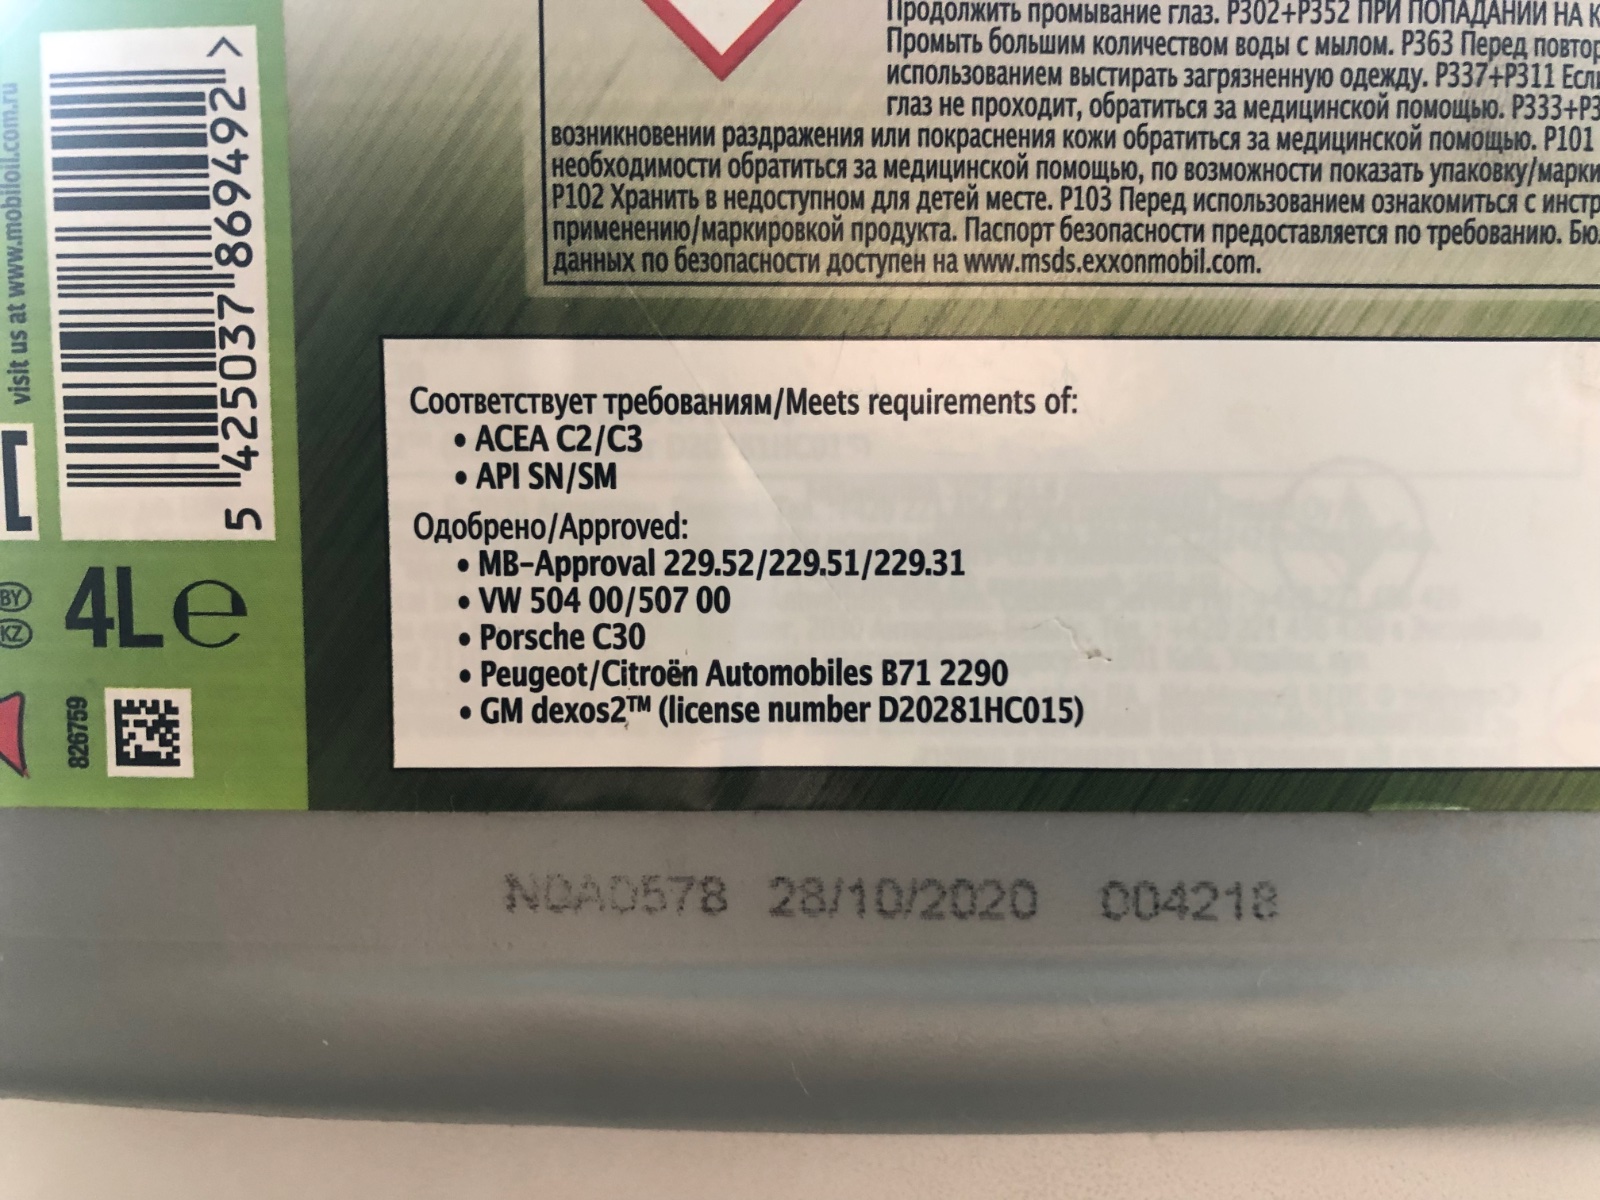 Продолжить промывание глаз. P302+P352 ПРИ ПОПАДАНИИ НА
Промыть большим количеством воды с мылом. P363 Перед
использованием выстирать загрязненную одежду. P337+P311
глаз не проходит, обратиться за медицинской помощью.
возникновении раздражения или покраснения кожи обратиться за медицинской помощью. P101
необходимости обратиться за медицинской помощью, по возможности показать
P102 Хранить в недоступном для детей месте. P103 Перед использованием ознакомиться с
применению/маркировкой продукта. Паспорт безопасности предоставляется по требованию.
данных по безопасности доступен на www.msds.exxonmobil.com.
visit us at www.mobiloil.com.ru
5 425037 869492 >
BY
KZ
4L e
826759
Соответствует требованиям/Meets requirements of:
• ACEA C2/C3
• API SN/SM
Одобрено/Approved:
• MB-Approval 229.52/229.51/229.31
• VW 504 00/507 00
• Porsche C30
• Peugeot/Citroën Automobiles B71 2290
• GM dexos2™ (license number D20281HC015)
N0A0578 28/10/2020 004218